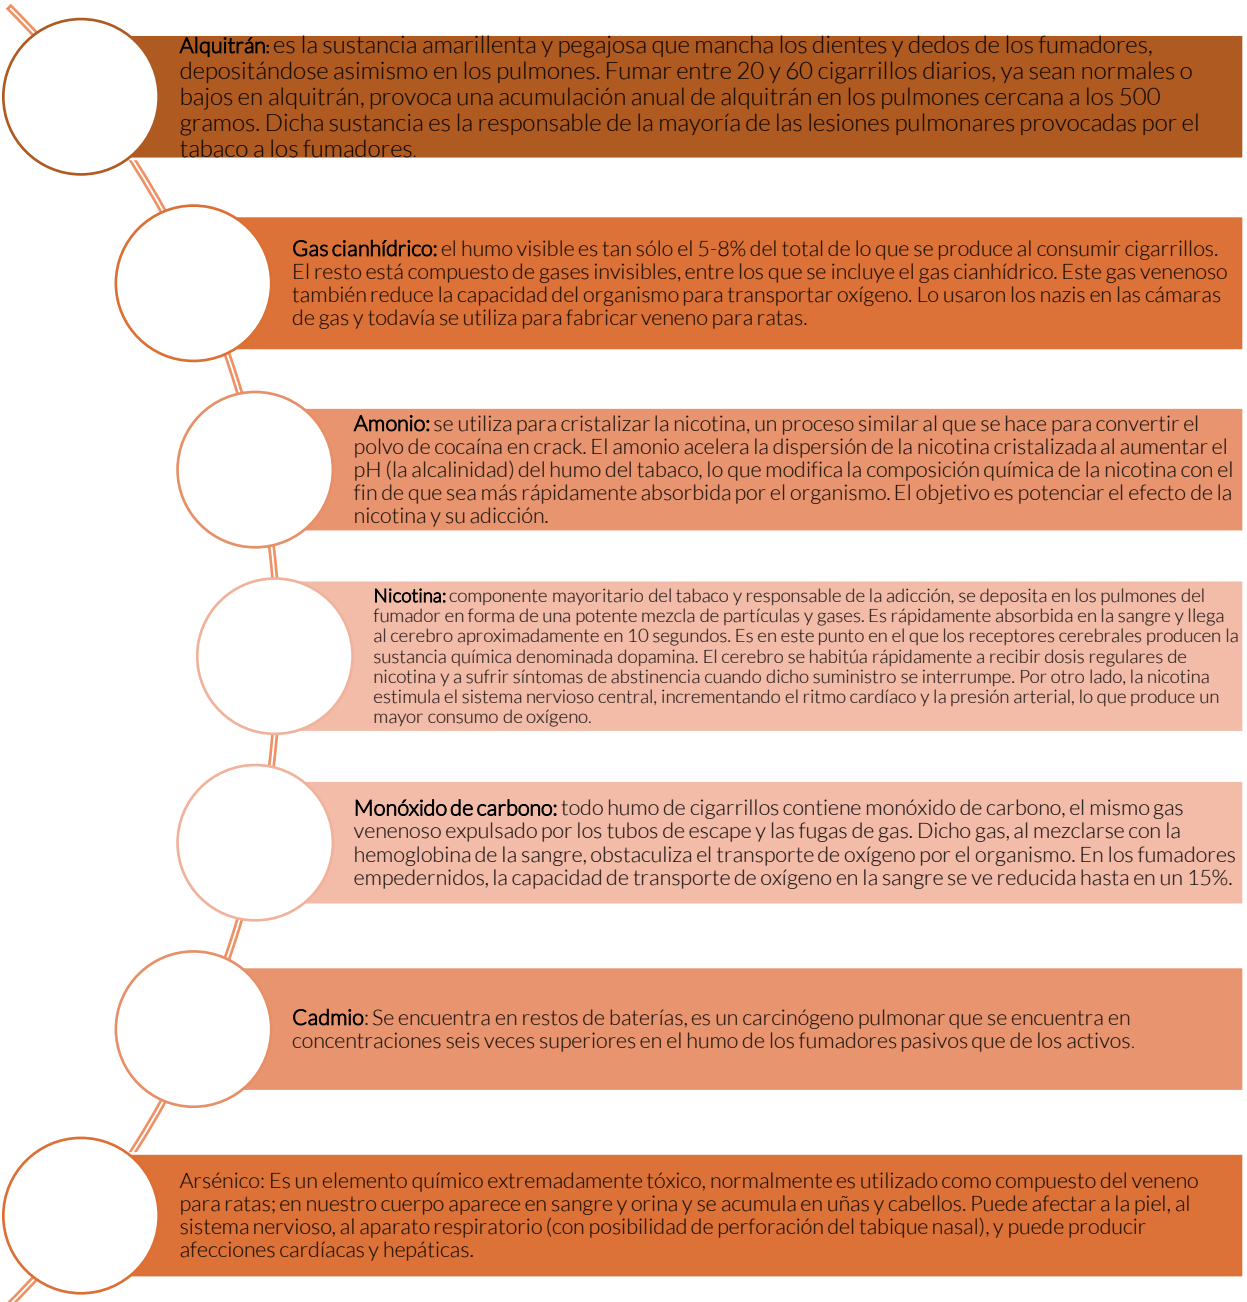 Alquitrán: es la sustancia amarillenta y pegajosa que mancha los dientes y dedos de los fumadores,
depositándose asimismo en los pulmones. Fumar entre 20 y 60 cigarrillos diarios, ya sean normales o
bajos en alquitrán, provoca una acumulación anual de alquitrán en los pulmones cercana a los 500
gramos. Dicha sustancia es la responsable de la mayoría de las lesiones pulmonares provocadas por el
tabaco a los fumadores.
Gas cianhídrico: el humo visible es tan sólo el 5-8% del total de lo que se produce al consumir cigarrillos.
El resto está compuesto de gases invisibles, entre los que se incluye el gas cianhídrico. Este gas venenoso
también reduce la capacidad del organismo para transportar oxígeno. Lo usaron los nazis en las cámaras
de gas y todavía se utiliza para fabricar veneno para ratas.
Amonio: se utiliza para cristalizar la nicotina, un proceso similar al que se hace para convertir el
polvo de cocaína en crack. El amonio acelera la dispersión de la nicotina cristalizada al aumentar el
pH (la alcalinidad) del humo del tabaco, lo que modifica la composición química de la nicotina con el
fin de que sea más rápidamente absorbida por el organismo. El objetivo es potenciar el efecto de la
nicotina y su adicción.
Nicotina: componente mayoritario del tabaco y responsable de la adicción, se deposita en los pulmones del
fumador en forma de una potente mezcla de partículas y gases. Es rápidamente absorbida en la sangre y llega
al cerebro aproximadamente en 10 segundos. Es en este punto en el que los receptores cerebrales producen la
sustancia química denominada dopamina. El cerebro se habitúa rápidamente a recibir dosis regulares de
nicotina y a sufrir síntomas de abstinencia cuando dicho suministro se interrumpe. Por otro lado, la nicotina
estimula el sistema nervioso central, incrementando el ritmo cardíaco y la presión arterial, lo que produce un
mayor consumo de oxígeno.
Monóxido de carbono: todo humo de cigarrillos contiene monóxido de carbono, el mismo gas
venenoso expulsado por los tubos de escape y las fugas de gas. Dicho gas, al mezclarse con la
hemoglobina de la sangre, obstaculiza el transporte de oxígeno por el organismo. En los fumadores
empedernidos, la capacidad de transporte de oxígeno en la sangre se ve reducida hasta en un 15%.
Cadmio: Se encuentra en restos de baterías, es un carcinógeno pulmonar que se encuentra en
concentraciones seis veces superiores en el humo de los fumadores pasivos que de los activos.
Arsénico: Es un elemento químico extremadamente tóxico, normalmente es utilizado como compuesto del veneno
para ratas; en nuestro cuerpo aparece en sangre y orina y se acumula en uñas y cabellos. Puede afectar a la piel, al
sistema nervioso, al aparato respiratorio (con posibilidad de perforación del tabique nasal), y puede producir
afecciones cardíacas y hepáticas.